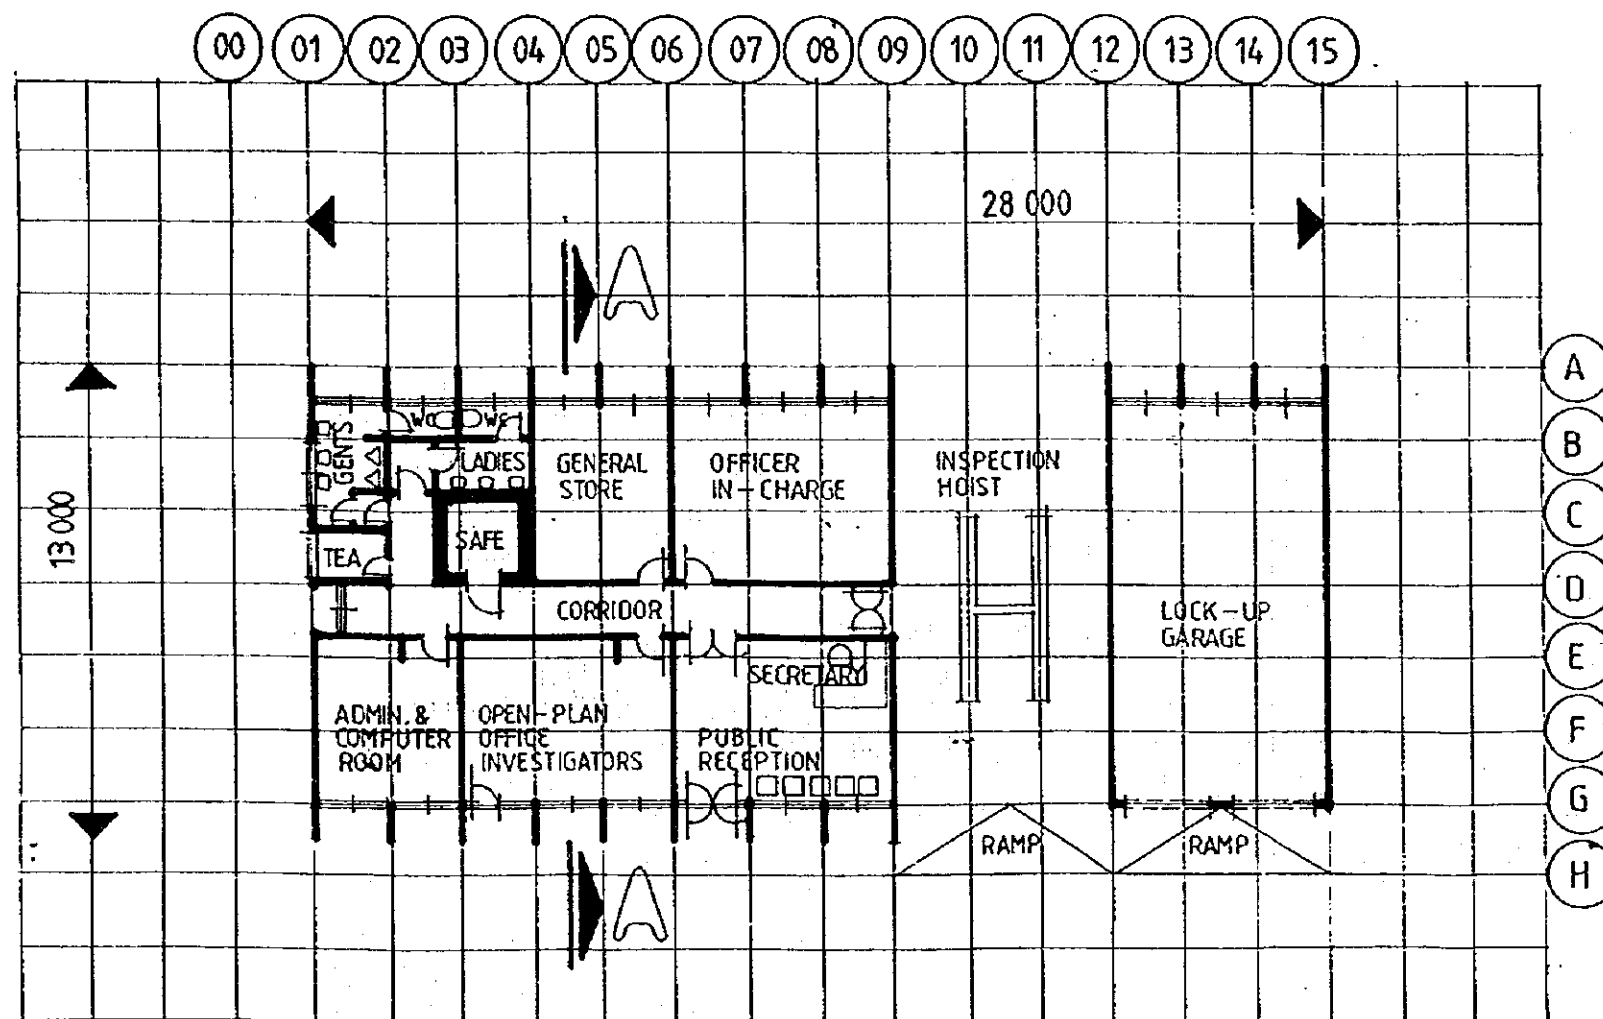 00 01 02 03 04 05 06 07 08 09 10 11 12 13 14 15
28 000
A
A
B
C
D
E
F
G
H
13 000
WC WC
GENTS
LADIES
GENERAL
STORE
OFFICER
IN-CHARGE
INSPECTION
HOIST
SAFE
TEA
CORRIDOR
LOCK-UP
GARAGE
SECRETARY
ADMIN. &
COMPUTER
ROOM
OPEN-PLAN
OFFICE
INVESTIGATORS
PUBLIC
RECEPTION
RAMP
RAMP
A